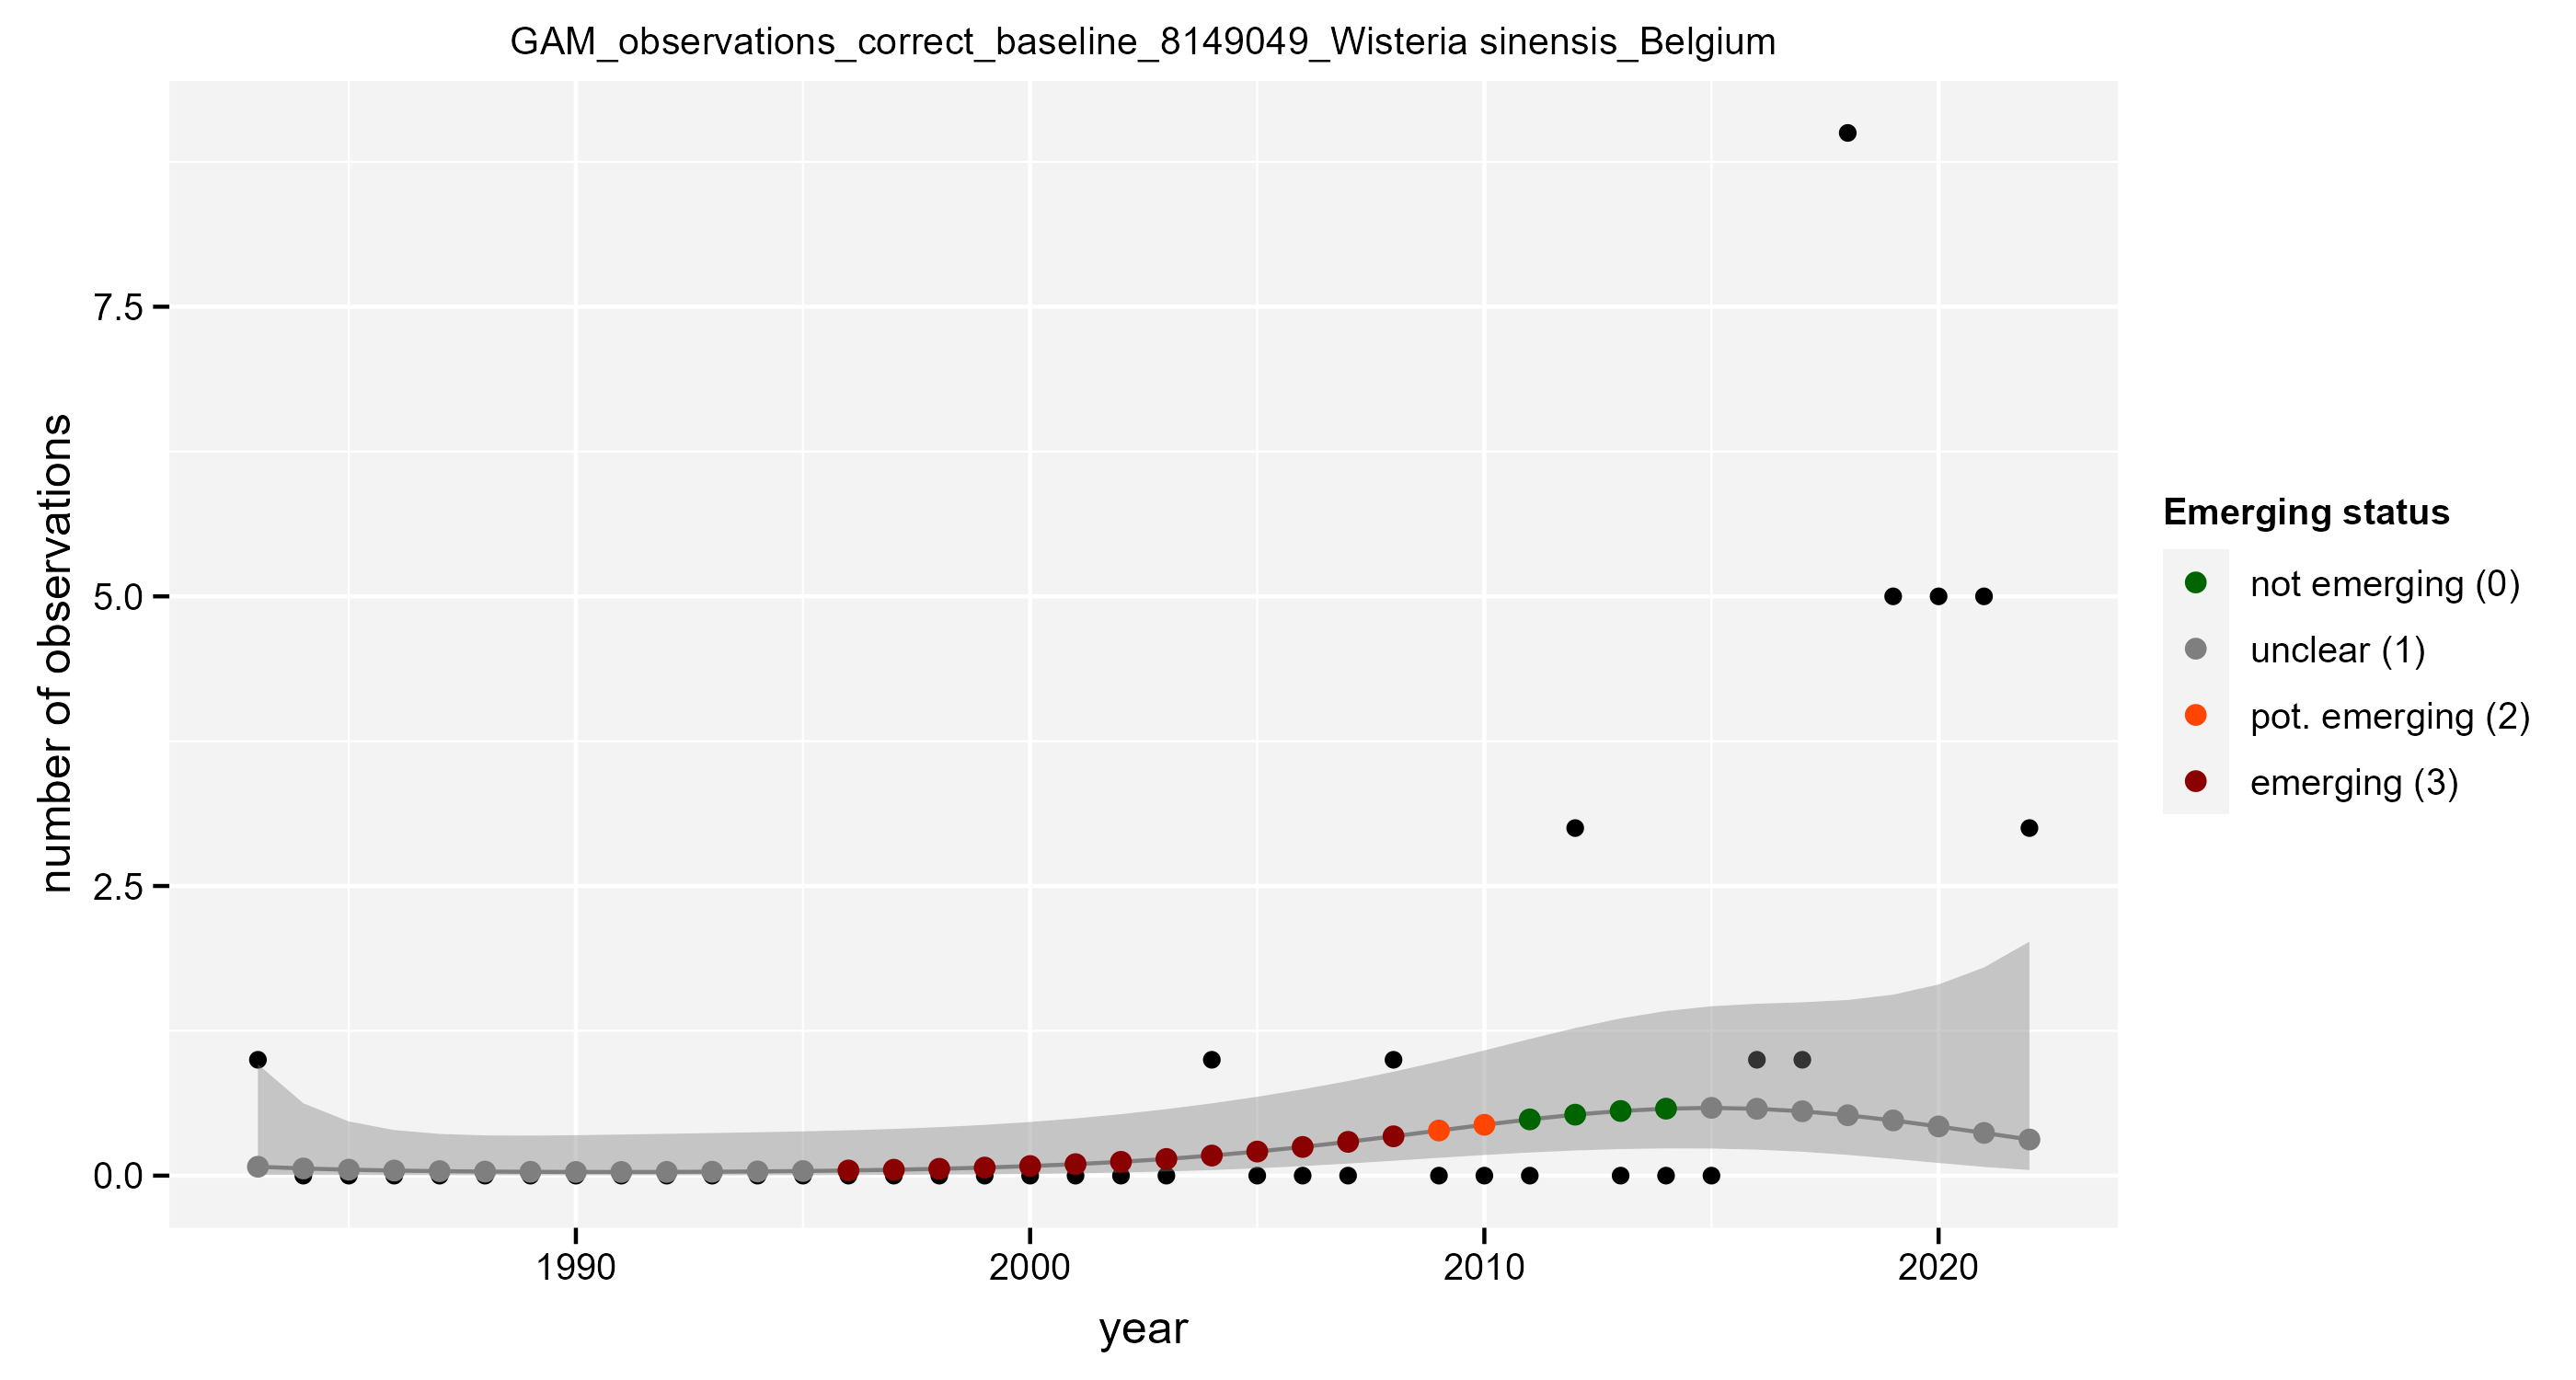 GAM_observations_correct_baseline_8149049_Wisteria sinensis_Belgium
number of observations
7.5
5.0
2.5
0.0
1990
2000
2010
2020
year
Emerging status
not emerging (0)
unclear (1)
pot. emerging (2)
emerging (3)